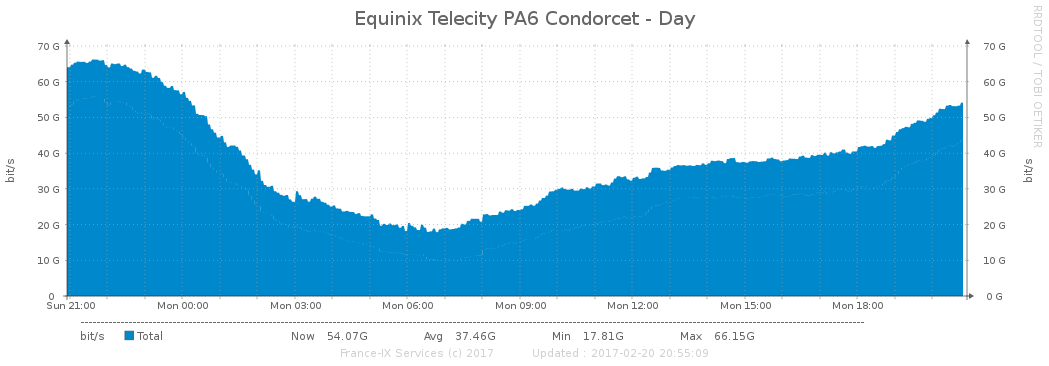 Equinix Telecity PA6 Condorcet - Day
RRDTOOL / TOBI OETIKER
bit/s
bit/s
70 G 70 G
60 G 60 G
50 G 50 G
40 G 40 G
30 G 30 G
20 G 20 G
10 G 10 G
0 0 G
Sun 21:00 Mon 00:00 Mon 03:00 Mon 06:00 Mon 09:00 Mon 12:00 Mon 15:00 Mon 18:00
bit/s Total Now 54.07G Avg 37.46G Min 17.81G Max 66.15G
France-IX Services (c) 2017 Updated : 2017-02-20 20:55:09